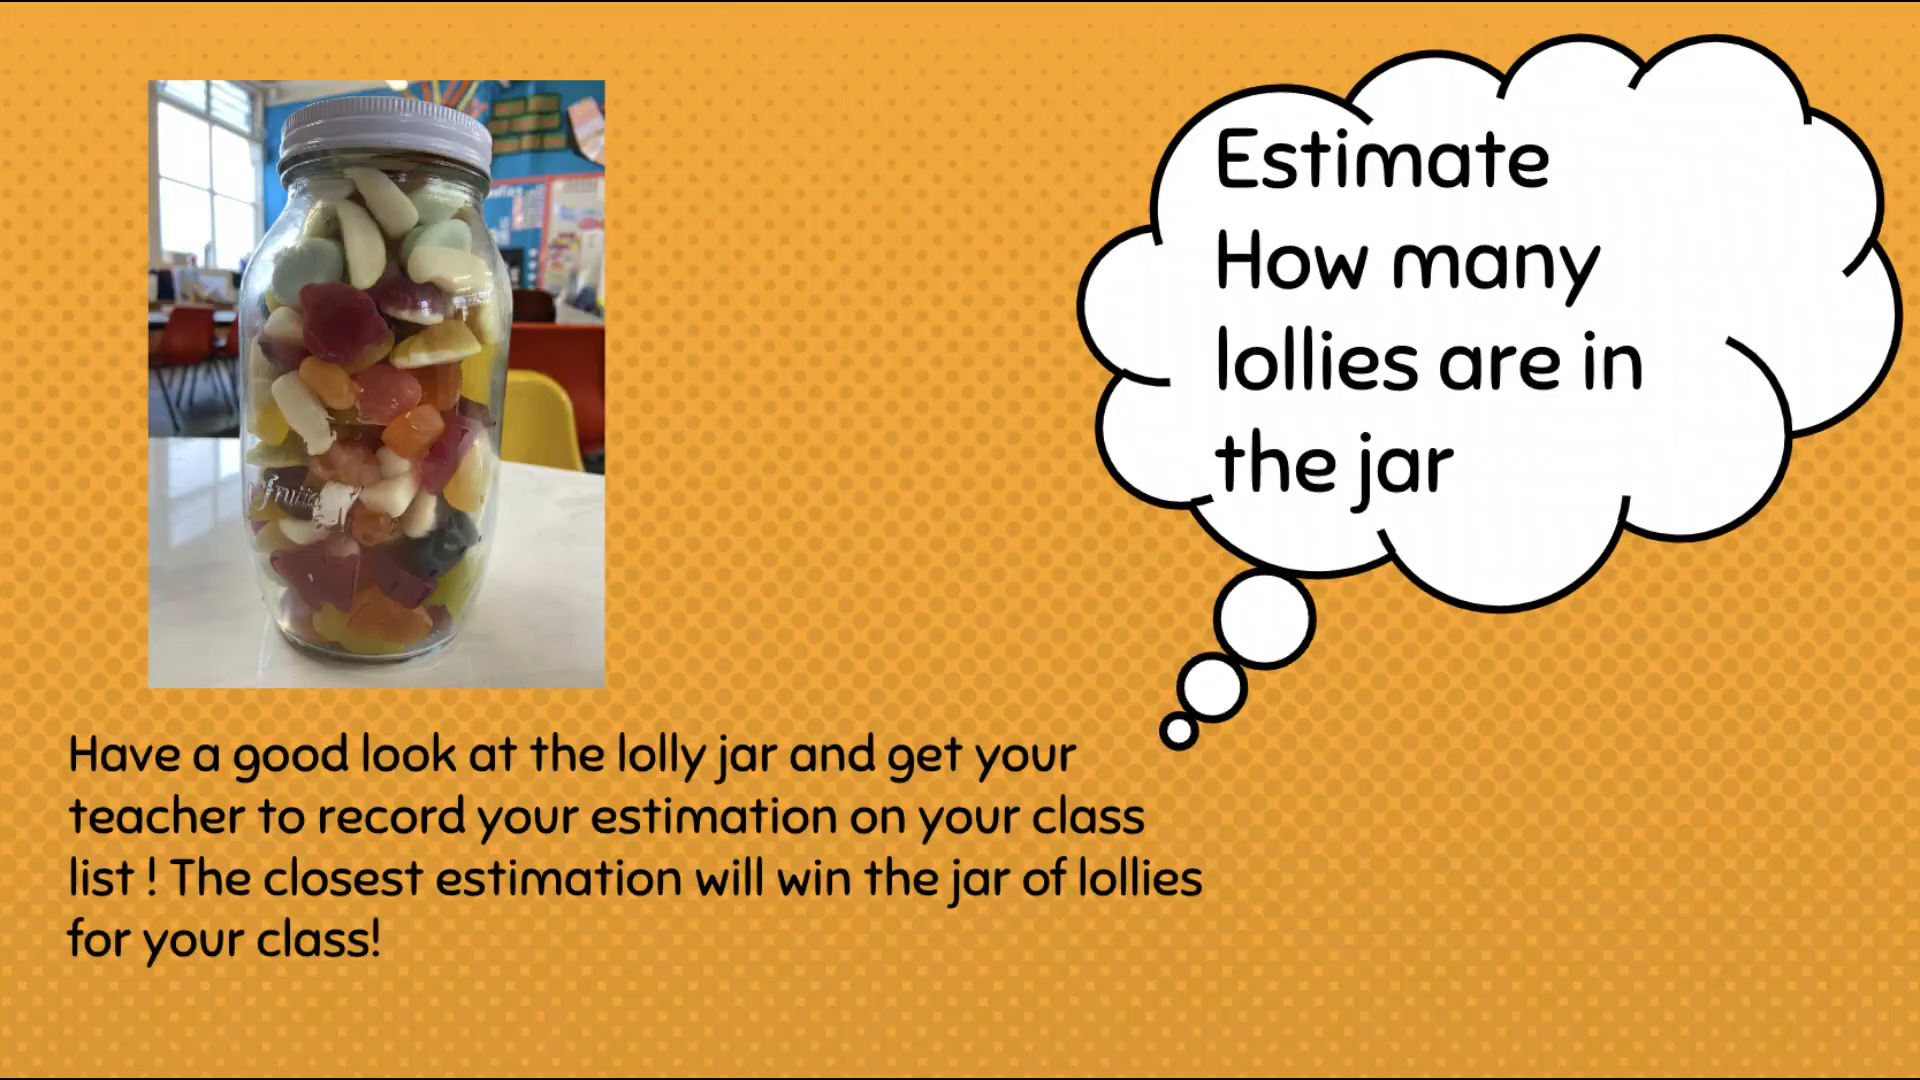 Estimate
How many
lollies are in
the jar
Have a good look at the lolly jar and get your
teacher to record your estimation on your class
list ! The closest estimation will win the jar of lollies
for your class!